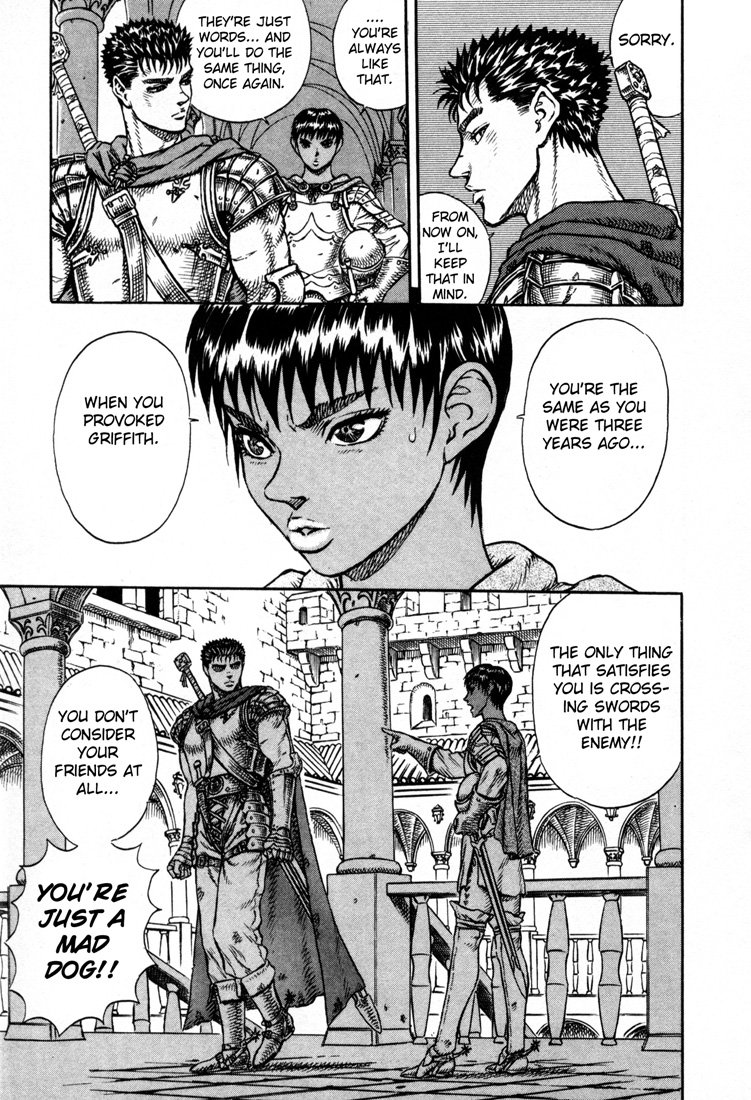 SORRY.
FROM
NOW ON,
I'LL
KEEP
THAT IN
MIND.
....
YOU'RE
ALWAYS
LIKE
THAT.
THEY'RE JUST
WORDS... AND
YOU'LL DO THE
SAME THING,
ONCE AGAIN.
YOU'RE THE
SAME AS YOU
WERE THREE
YEARS AGO...
WHEN YOU
PROVOKED
GRIFFITH.
THE ONLY THING
THAT SATISFIES
YOU IS CROSS-
ING SWORDS
WITH THE
ENEMY!!
YOU DON'T
CONSIDER
YOUR
FRIENDS AT
ALL...
YOU'RE
JUST A
MAD
DOG!!